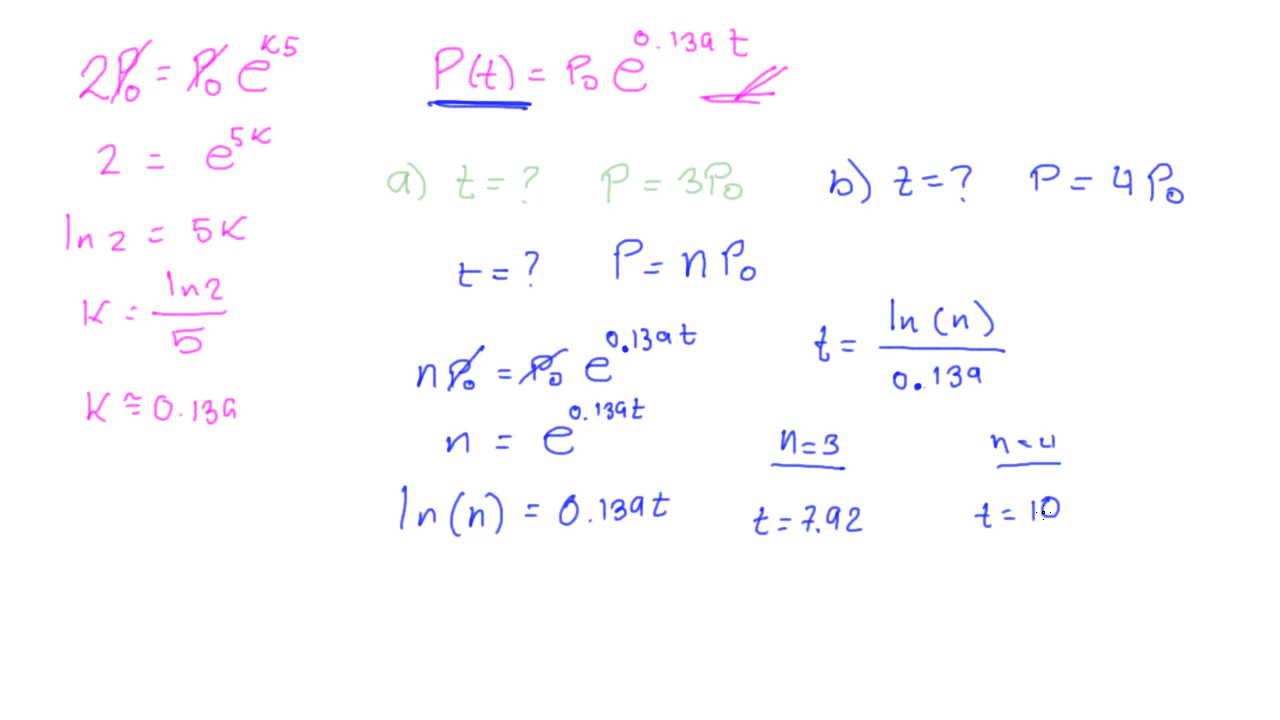 2P₀ = P₀ e^{K5}
2 = e^{5K}
ln 2 = 5K
K = ln2 / 5
K ≅ 0.139
P(t) = P₀ e^{0.139 t}
a) t = ? P = 3P₀
b) t = ? P = 4P₀
t = ? P = n P₀
nP₀ = P₀ e^{0.139t}
n = e^{0.139t}
ln(n) = 0.139t
t = ln(n) / 0.139
n=3
t = 7.92
n=4
t = 10